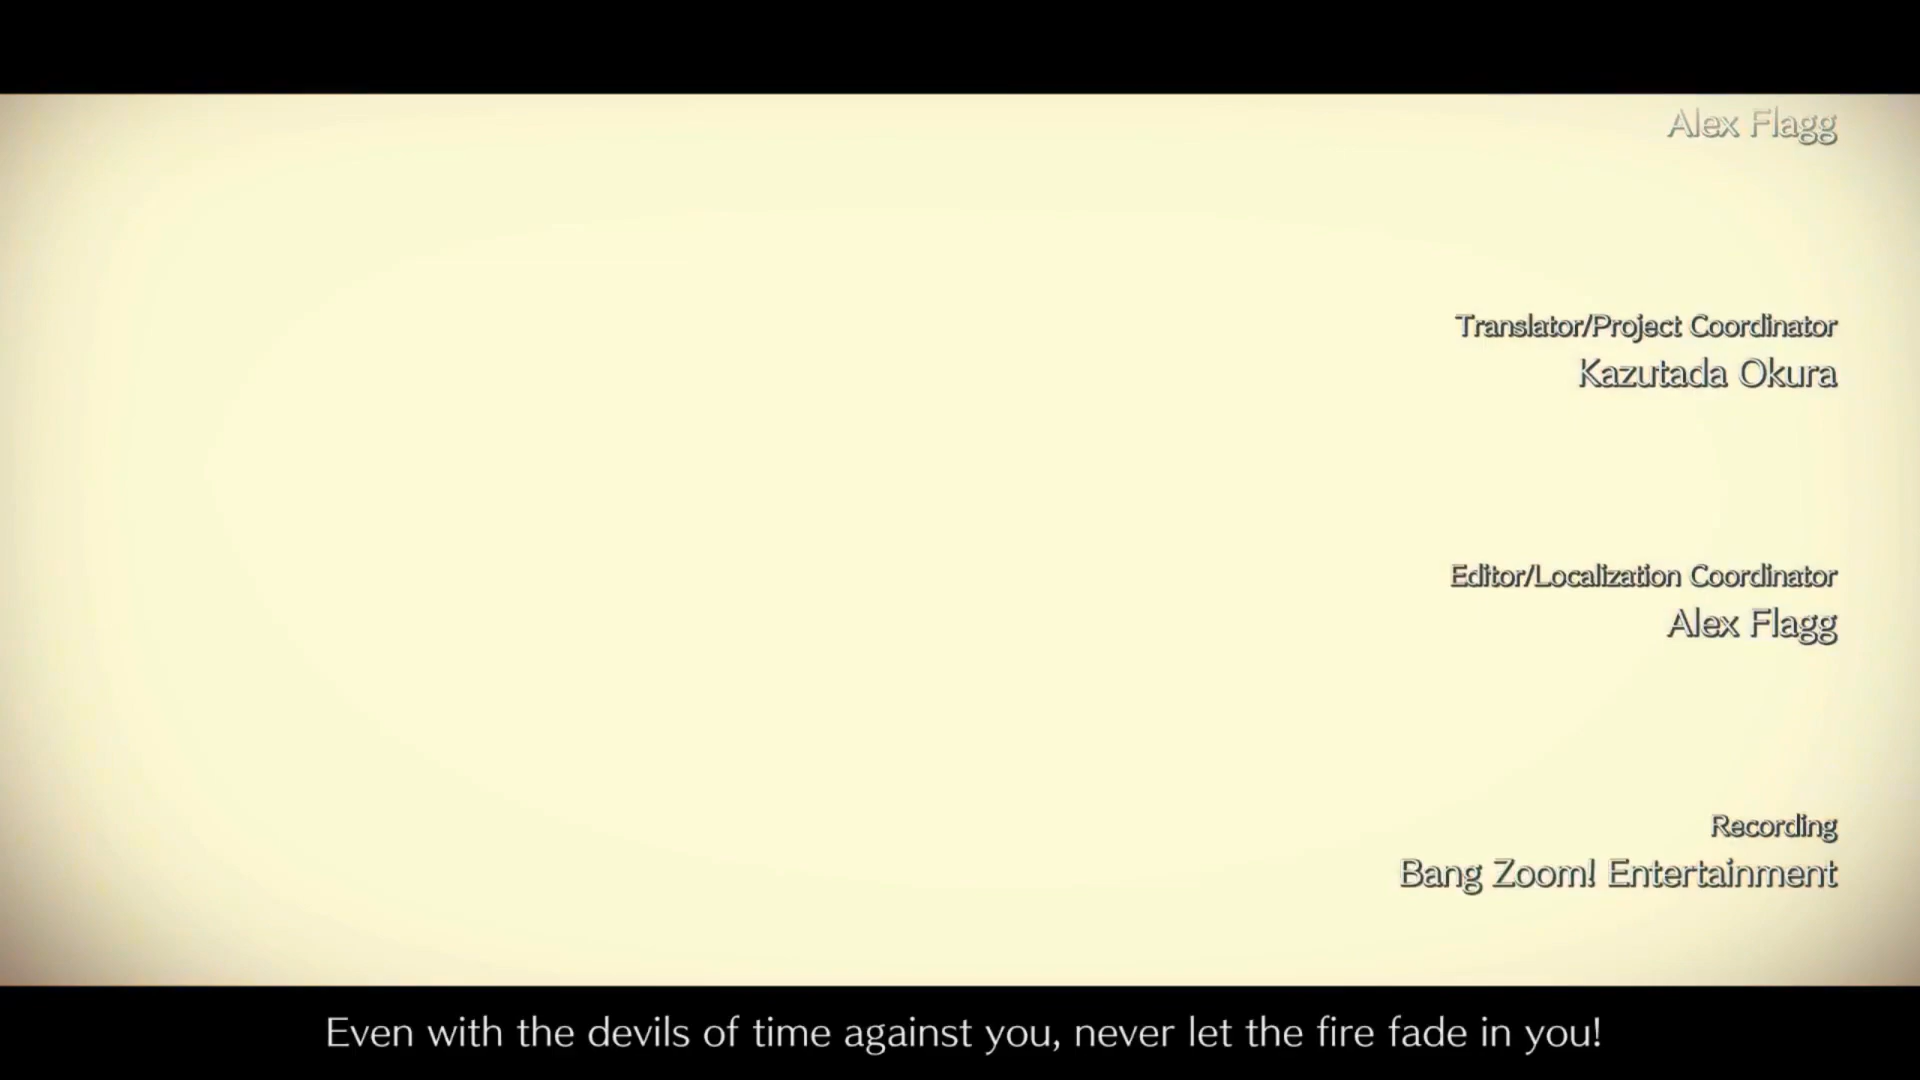 Alex Flagg
Translator/Project Coordinator
Kazutada Okura
Editor/Localization Coordinator
Alex Flagg
Recording
Bang Zoom! Entertainment
Even with the devils of time against you, never let the fire fade in you!